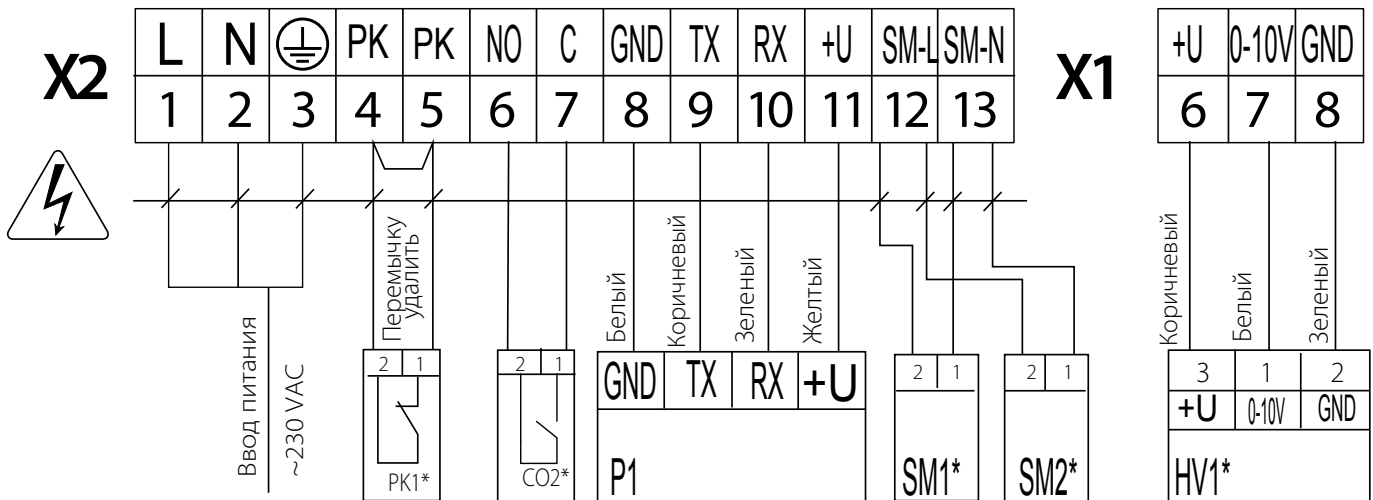 X2
L N PK PK NO C GND TX RX +U SM-L SM-N
1 2 3 4 5 6 7 8 9 10 11 12 13
X1
+U 0-10V GND
6 7 8
Ввод питания
~230 VAC
Перемычку
удалить
Белый
Коричневый
Зеленый
Желтый
Коричневый
Белый
Зеленый
2 1
PK1*
2 1
CO2*
GND TX RX +U
P1
2 1
SM1*
2 1
SM2*
3 1 2
+U 0-10V GND
HV1*